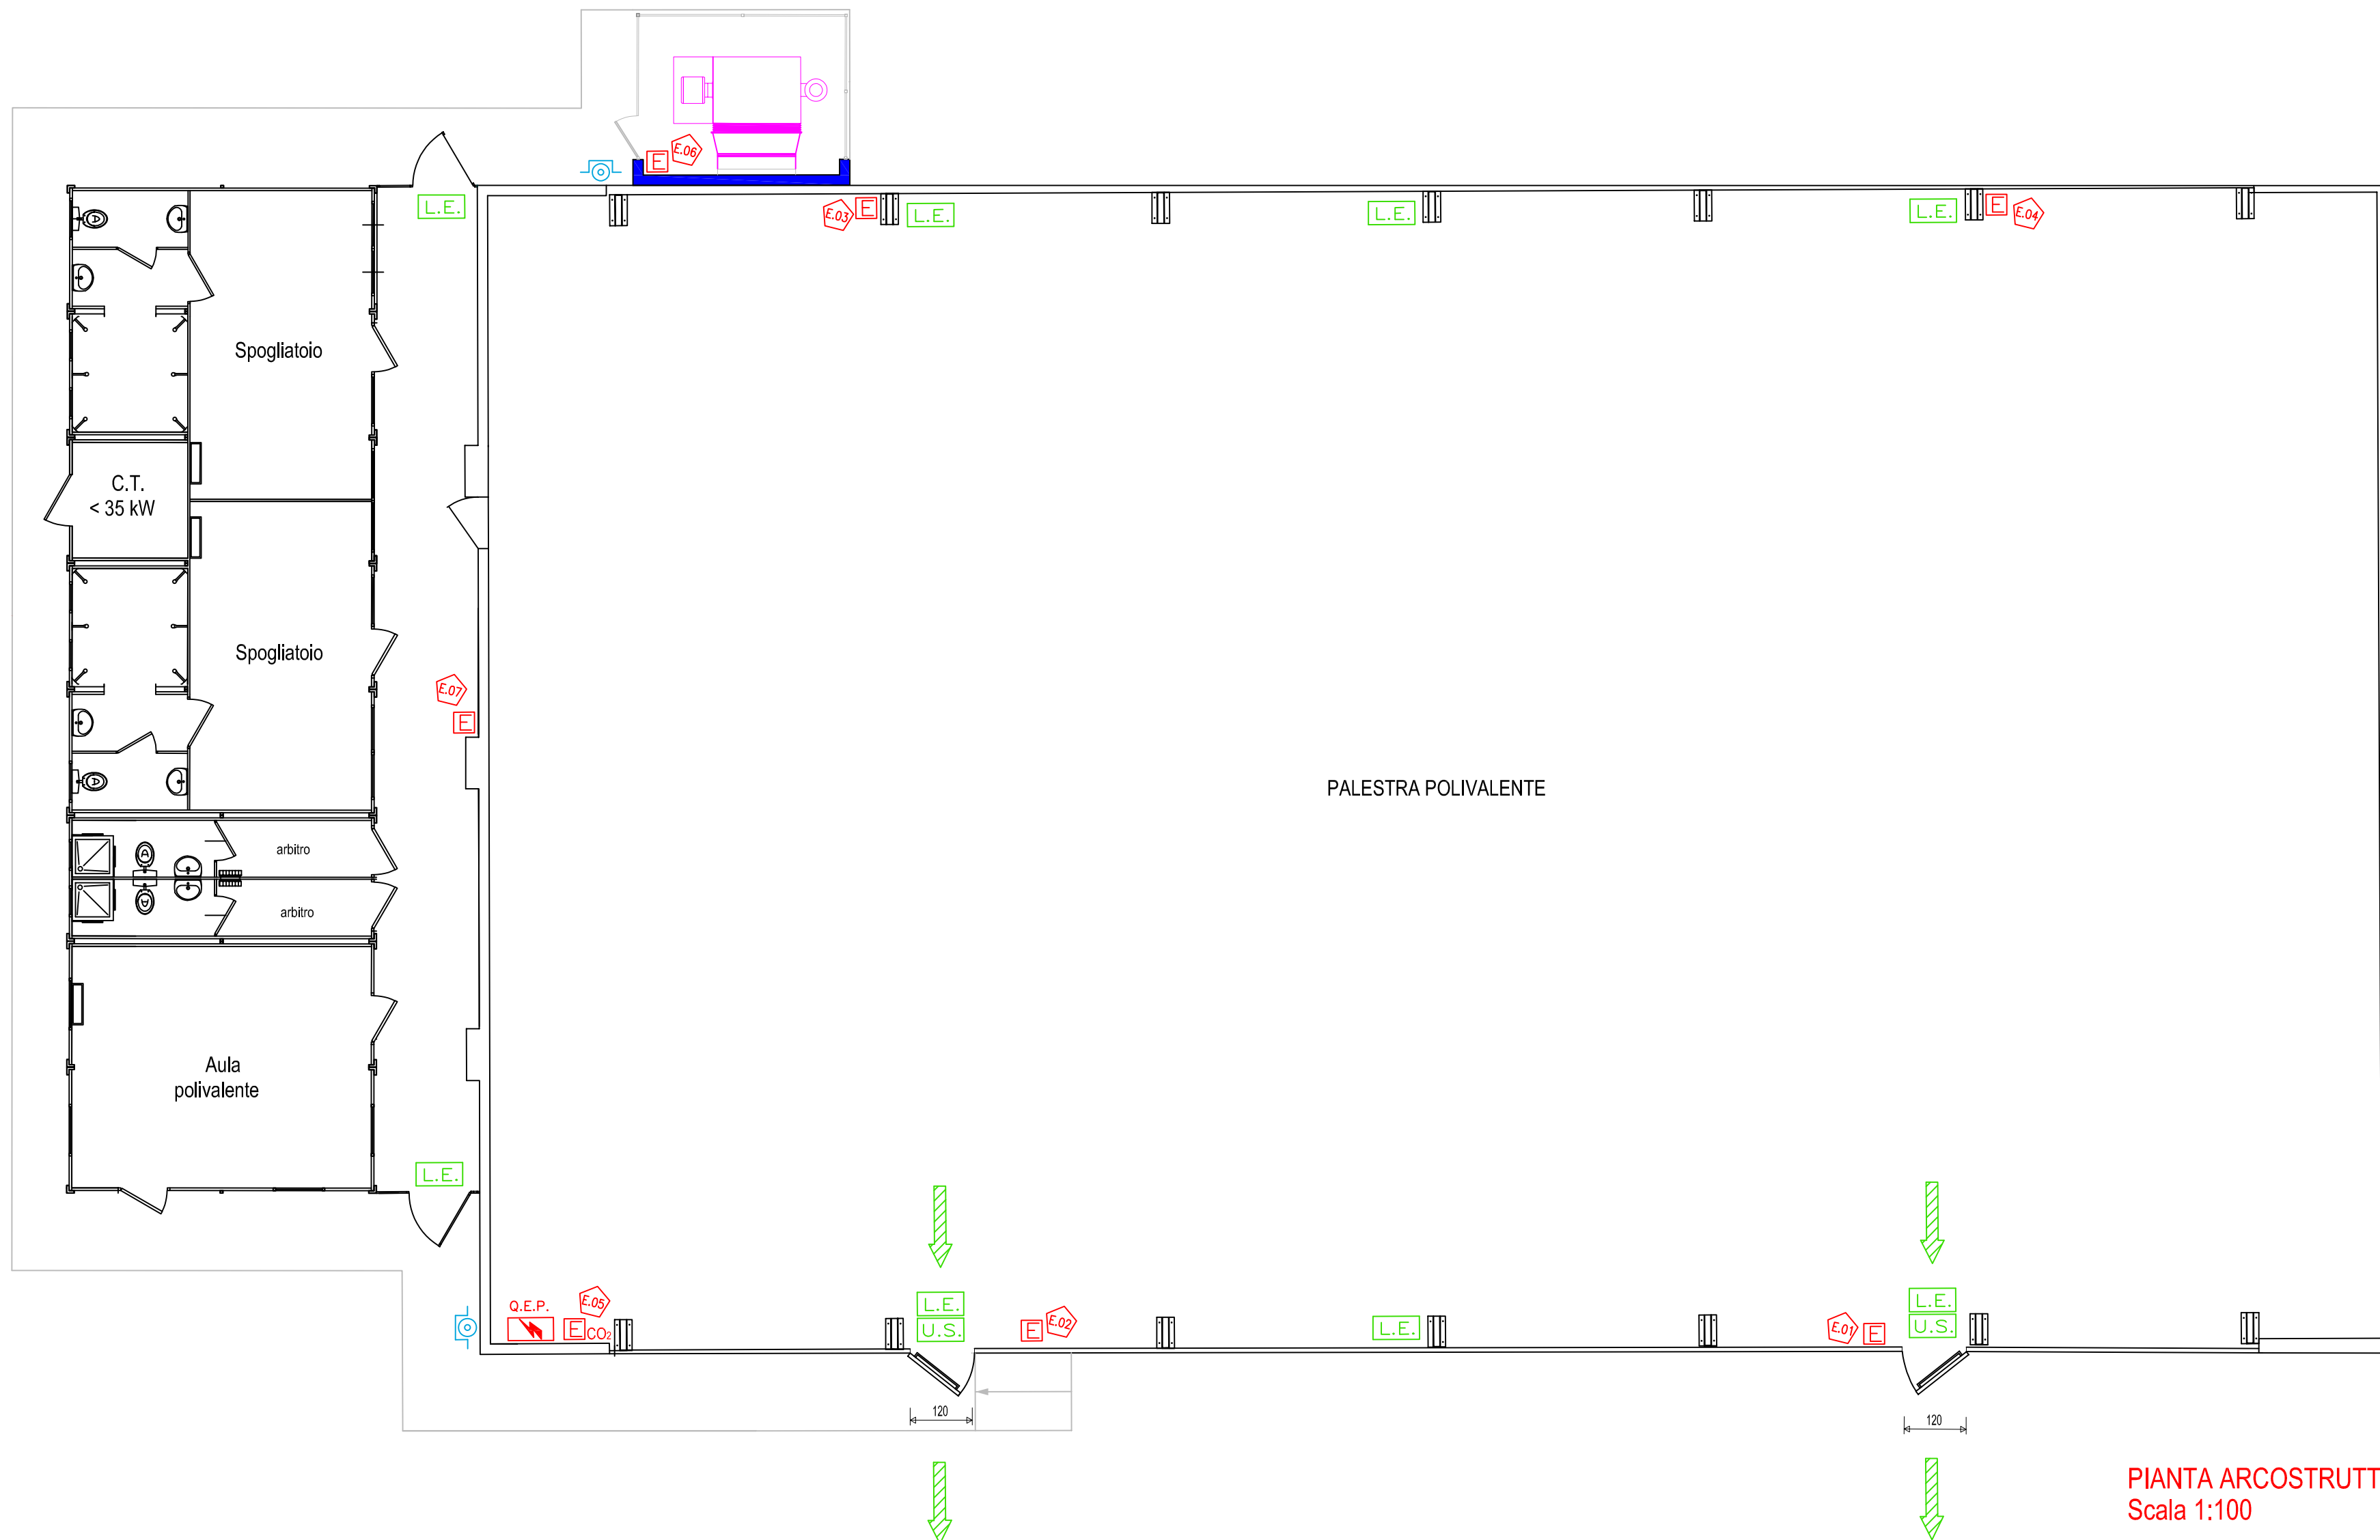 E
E.06
L.E.
E.03
E
L.E.
L.E.
L.E.
E
E.04
A
Spogliatoio
C.T.
< 35 kW
Spogliatoio
E.07
E
A
PALESTRA POLIVALENTE
A
arbitro
A
arbitro
Aula
polivalente
L.E.
Q.E.P.
E.05
E CO2
L.E.
U.S.
E
E.02
L.E.
E.01
E
L.E.
U.S.
120
120
PIANTA ARCOSTRUTT
Scala 1:100